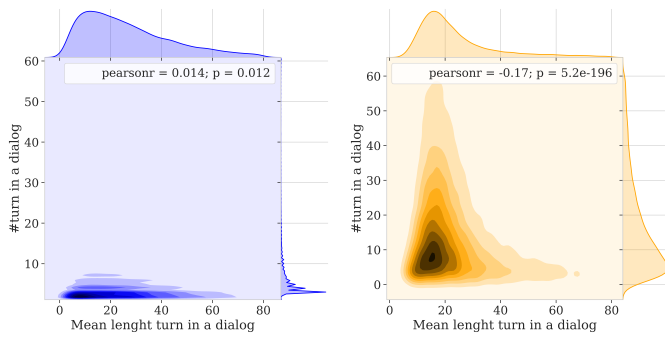 pearsonr = 0.014; p = 0.012
60
50
40
30
20
10
#turn in a dialog
0 20 40 60 80
Mean lenght turn in a dialog
pearsonr = -0.17; p = 5.2e-196
60
50
40
30
20
10
0
#turn in a dialog
0 20 40 60 80
Mean lenght turn in a dialog